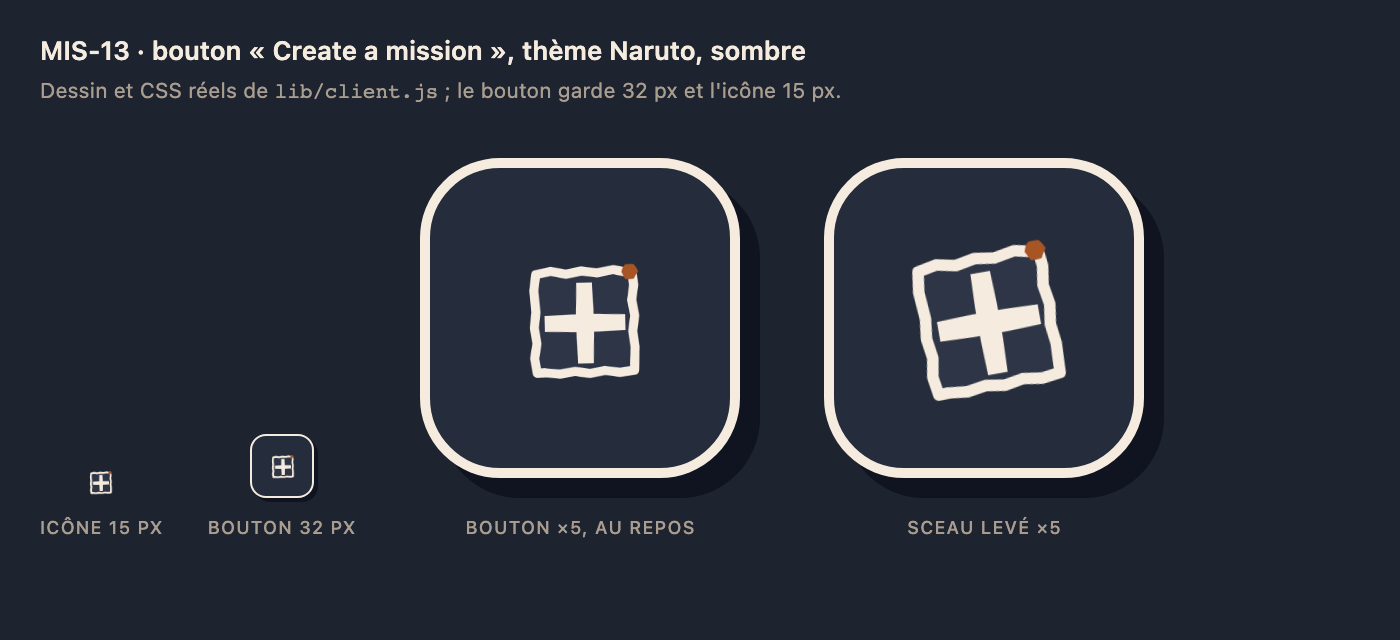 MIS-13 · bouton « Create a mission », thème Naruto, sombre
Dessin et CSS réels de lib/client.js ; le bouton garde 32 px et l'icône 15 px.
ICÔNE 15 PX
BOUTON 32 PX
BOUTON ×5, AU REPOS
SCEAU LEVÉ ×5